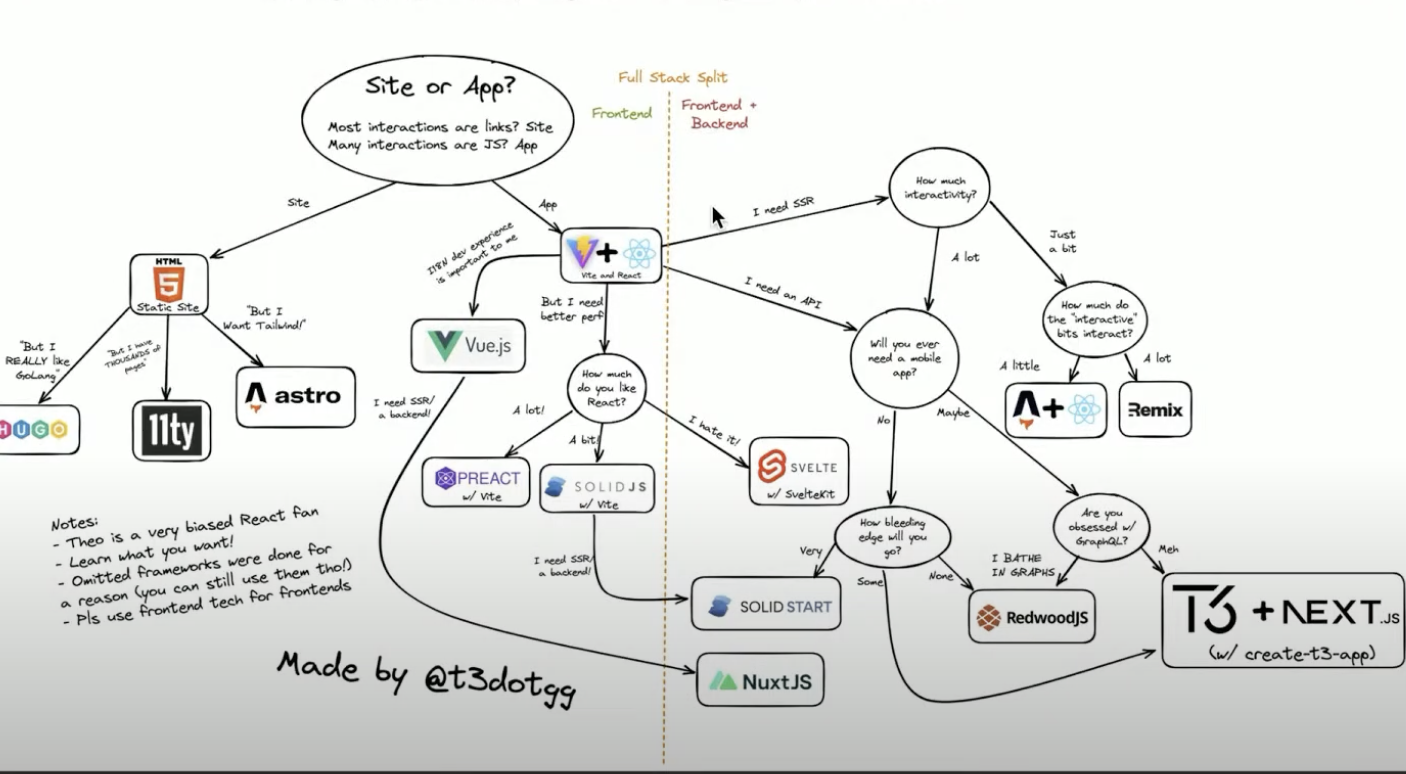 Site or App?
Most interactions are links? Site
Many interactions are JS? App
Full Stack Split
Frontend
Frontend +
Backend
Site
App
HTML
5
Static Site
"But I
REALLY like
GoLang"
"But I have
THOUSANDS of
pages"
"But I
Want Tailwind!"
HUGO
11ty
astro
+
Vite and React
I18N dev experience
is important to me
Vue.js
But I need
better perf
How much
do you like
React?
A lot!
A bit!
I hate it!
PREACT
w/ Vite
SOLIDJS
w/ Vite
SVELTE
w/ SvelteKit
I need SSR/
a backend!
I need SSR/
a backend!
I need SSR
I need an API
How much
interactivity?
A lot
Just
a bit
How much do
the "interactive"
bits interact?
A little
A lot
+
Remix
Will you ever
need a mobile
app?
No
Maybe
How bleeding
edge will you
go?
Very
Some
None
Are you
obsessed w/
GraphQL?
I BATHE
IN GRAPHS
Meh
SOLID START
NuxtJS
RedwoodJS
T3 + NEXT.JS
(w/ create-t3-app)
Notes:
- Theo is a very biased React fan
- Learn what you want!
- Omitted frameworks were done for
a reason (you can still use them tho!)
- Pls use frontend tech for frontends
Made by @t3dotgg